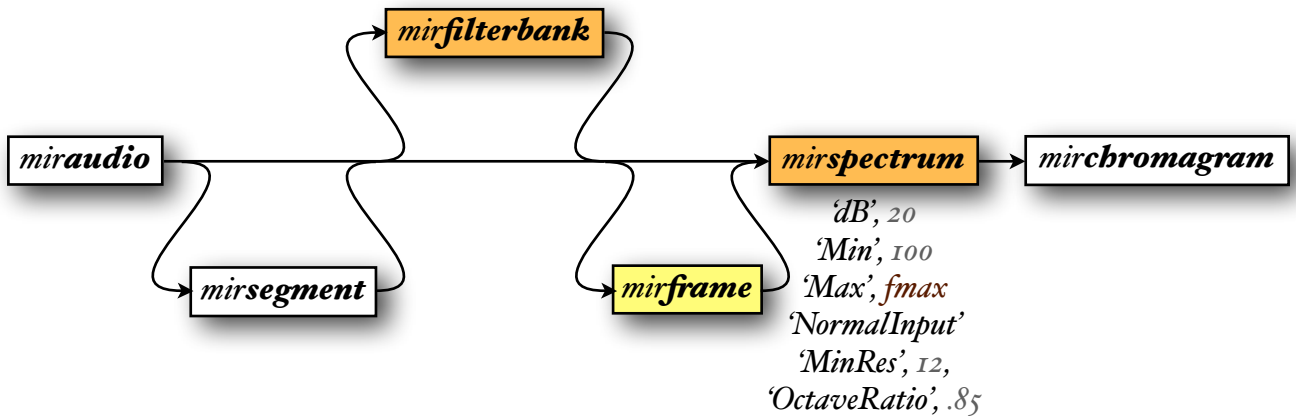 mirfilterbank
miraudio
mirspectrum
mirchromagram
mirsegment
mirframe
‘dB’, 20
‘Min’, 100
‘Max’, fmax
‘NormalInput’
‘MinRes’, 12,
‘OctaveRatio’, .85